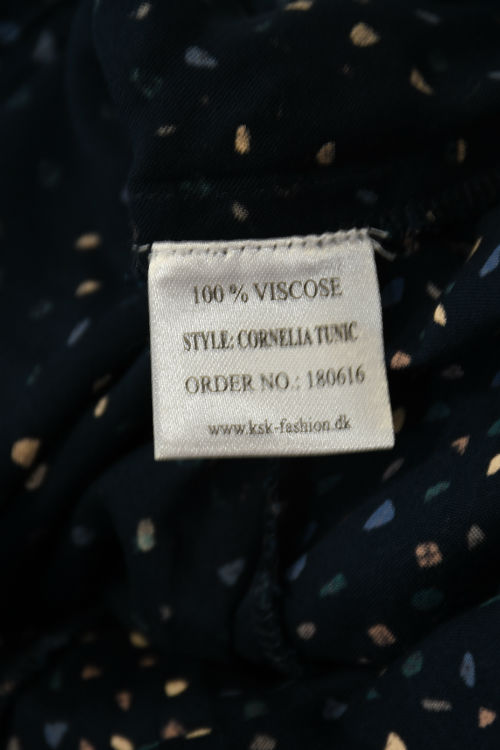 100 % VISCOSE
STYLE: CORNELIA TUNIC
ORDER NO.: 180616
www.ksk-fashion.dk